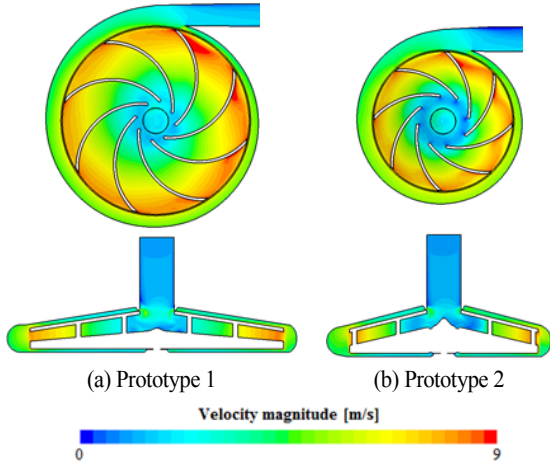 (a) Prototype 1
(b) Prototype 2
Velocity magnitude [m/s]
0
9